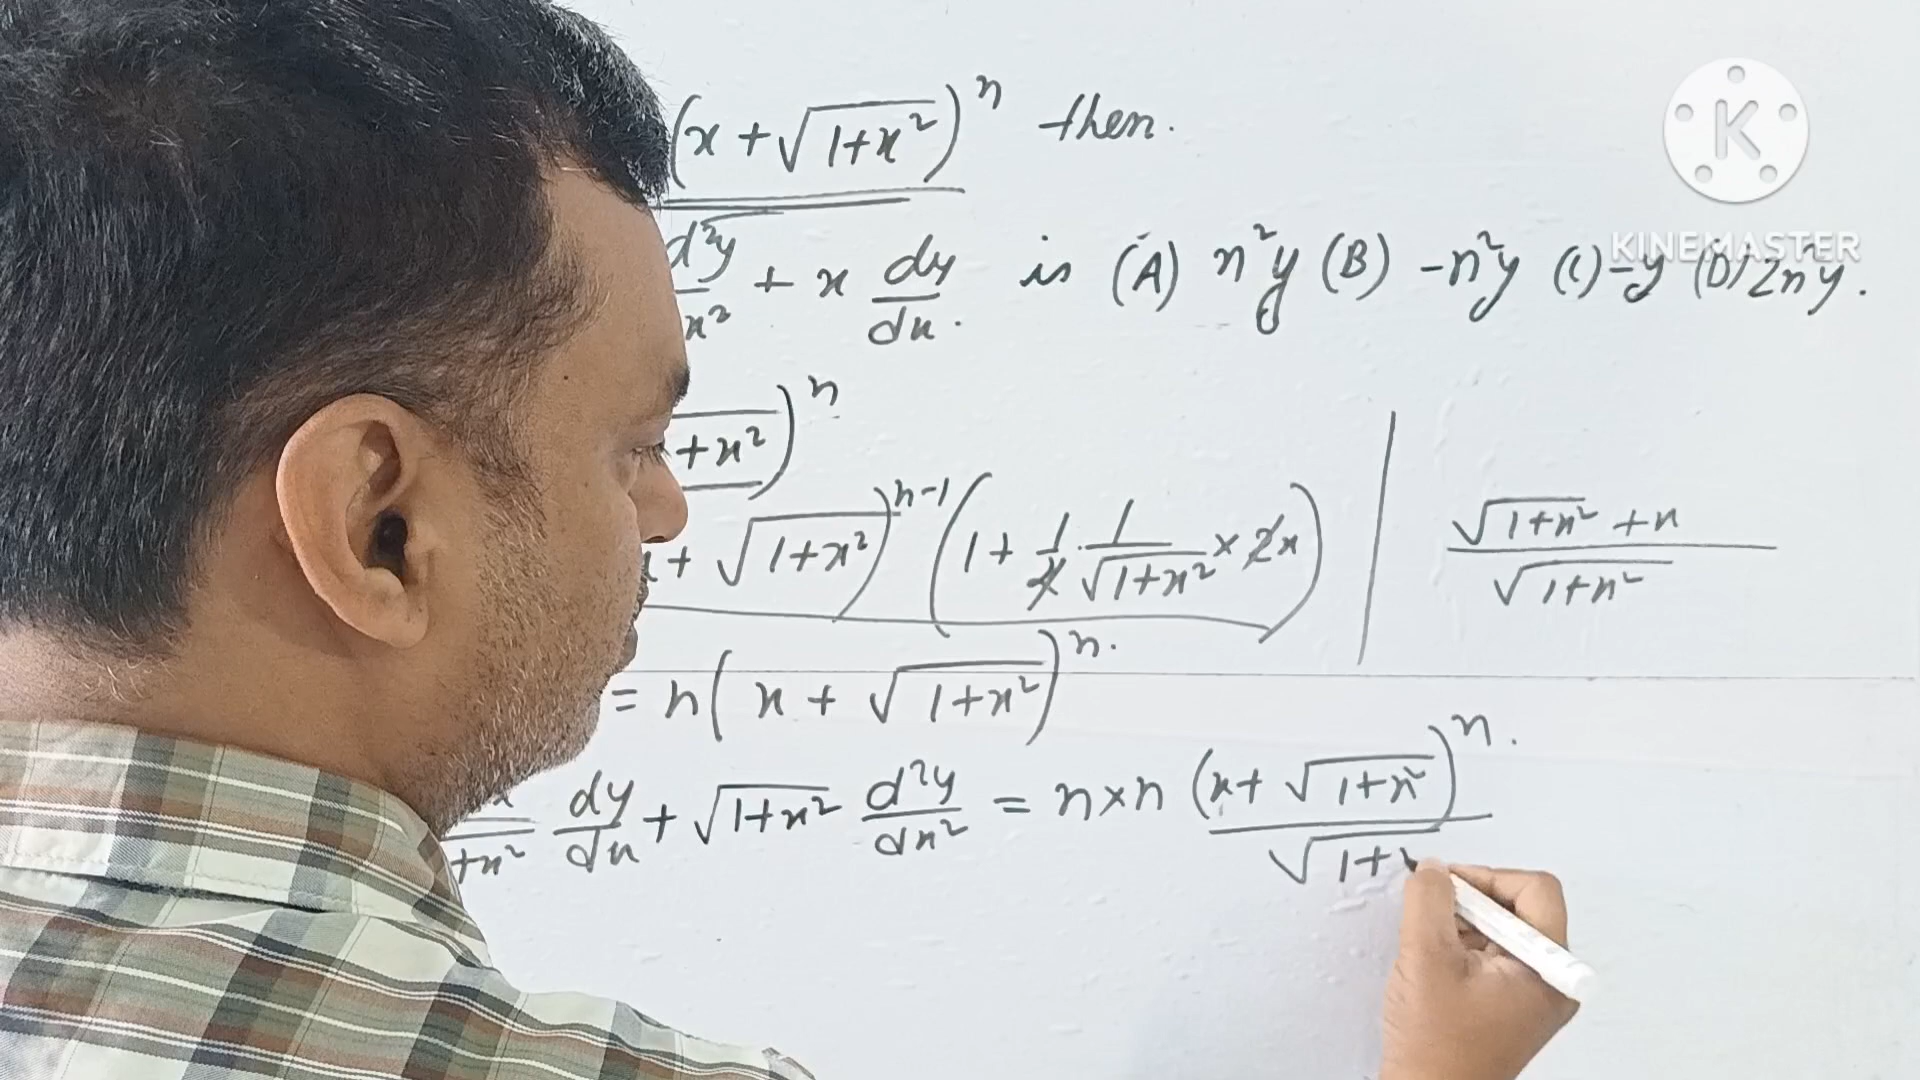 (x + √(1+x²))ⁿ then.
d²y/x² + x dy/dx. is (A) n²y (B) -n²y (C) -y (D) 2n²y.
K
KINEMASTER
+x²)ⁿ
x + √(1+x²))ⁿ⁻¹ (1 + 1/2 · 1/√(1+x²) × 2x)
(√(1+x²) + x)/√(1+x²)
= n(x + √(1+x²))ⁿ.
+x² dy/dx + √(1+x²) d²y/dx² = n×n (x + √(1+x²))ⁿ. / √(1+